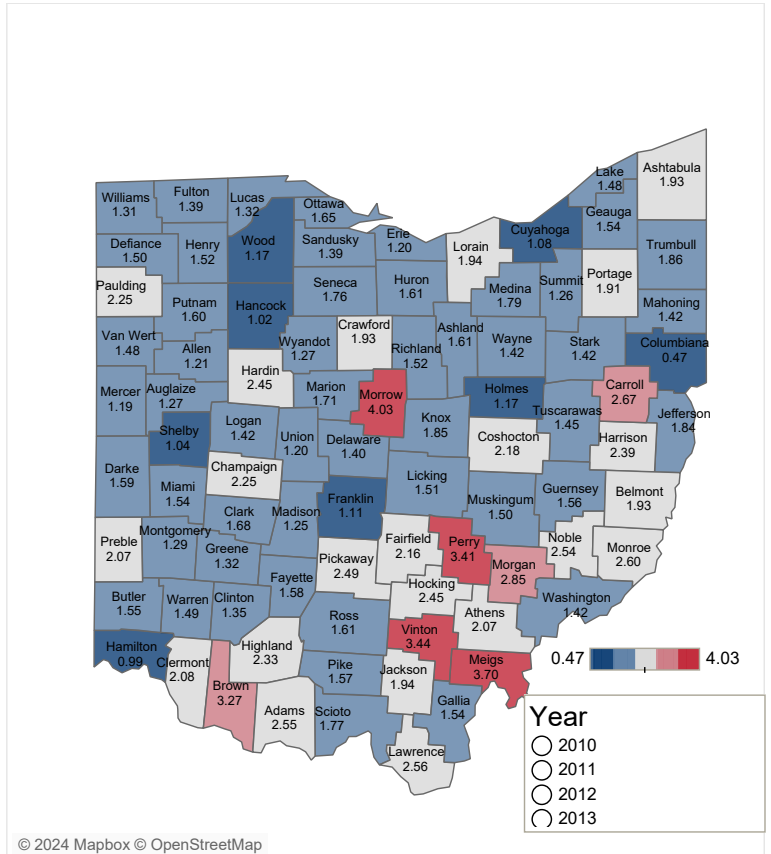 Ashtabula
1.93
Lake
1.48
Williams
1.31
Fulton
1.39
Lucas
1.32
Ottawa
1.65
Geauga
1.54
Cuyahoga
1.08
Erie
1.20
Lorain
1.94
Defiance
1.50
Henry
1.52
Wood
1.17
Sandusky
1.39
Trumbull
1.86
Paulding
2.25
Seneca
1.76
Huron
1.61
Medina
1.79
Summit
1.26
Portage
1.91
Putnam
1.60
Hancock
1.02
Mahoning
1.42
Van Wert
1.48
Allen
1.21
Wyandot
1.27
Crawford
1.93
Richland
1.52
Ashland
1.61
Wayne
1.42
Stark
1.42
Columbiana
0.47
Hardin
2.45
Mercer
1.19
Auglaize
1.27
Marion
1.71
Morrow
4.03
Holmes
1.17
Carroll
2.67
Shelby
1.04
Logan
1.42
Union
1.20
Delaware
1.40
Knox
1.85
Coshocton
2.18
Tuscarawas
1.45
Harrison
2.39
Jefferson
1.84
Darke
1.59
Miami
1.54
Champaign
2.25
Clark
1.68
Madison
1.25
Franklin
1.11
Licking
1.51
Muskingum
1.50
Guernsey
1.56
Belmont
1.93
Preble
2.07
Montgomery
1.29
Greene
1.32
Fayette
1.58
Pickaway
2.49
Fairfield
2.16
Perry
3.41
Morgan
2.85
Noble
2.54
Monroe
2.60
Butler
1.55
Warren
1.49
Clinton
1.35
Ross
1.61
Hocking
2.45
Athens
2.07
Washington
1.42
Hamilton
0.99
Clermont
2.08
Brown
3.27
Highland
2.33
Pike
1.57
Vinton
3.44
Jackson
1.94
Meigs
3.70
Adams
2.55
Scioto
1.77
Gallia
1.54
Lawrence
2.56
0.47 4.03
Year
2010
2011
2012
2013
© 2024 Mapbox © OpenStreetMap